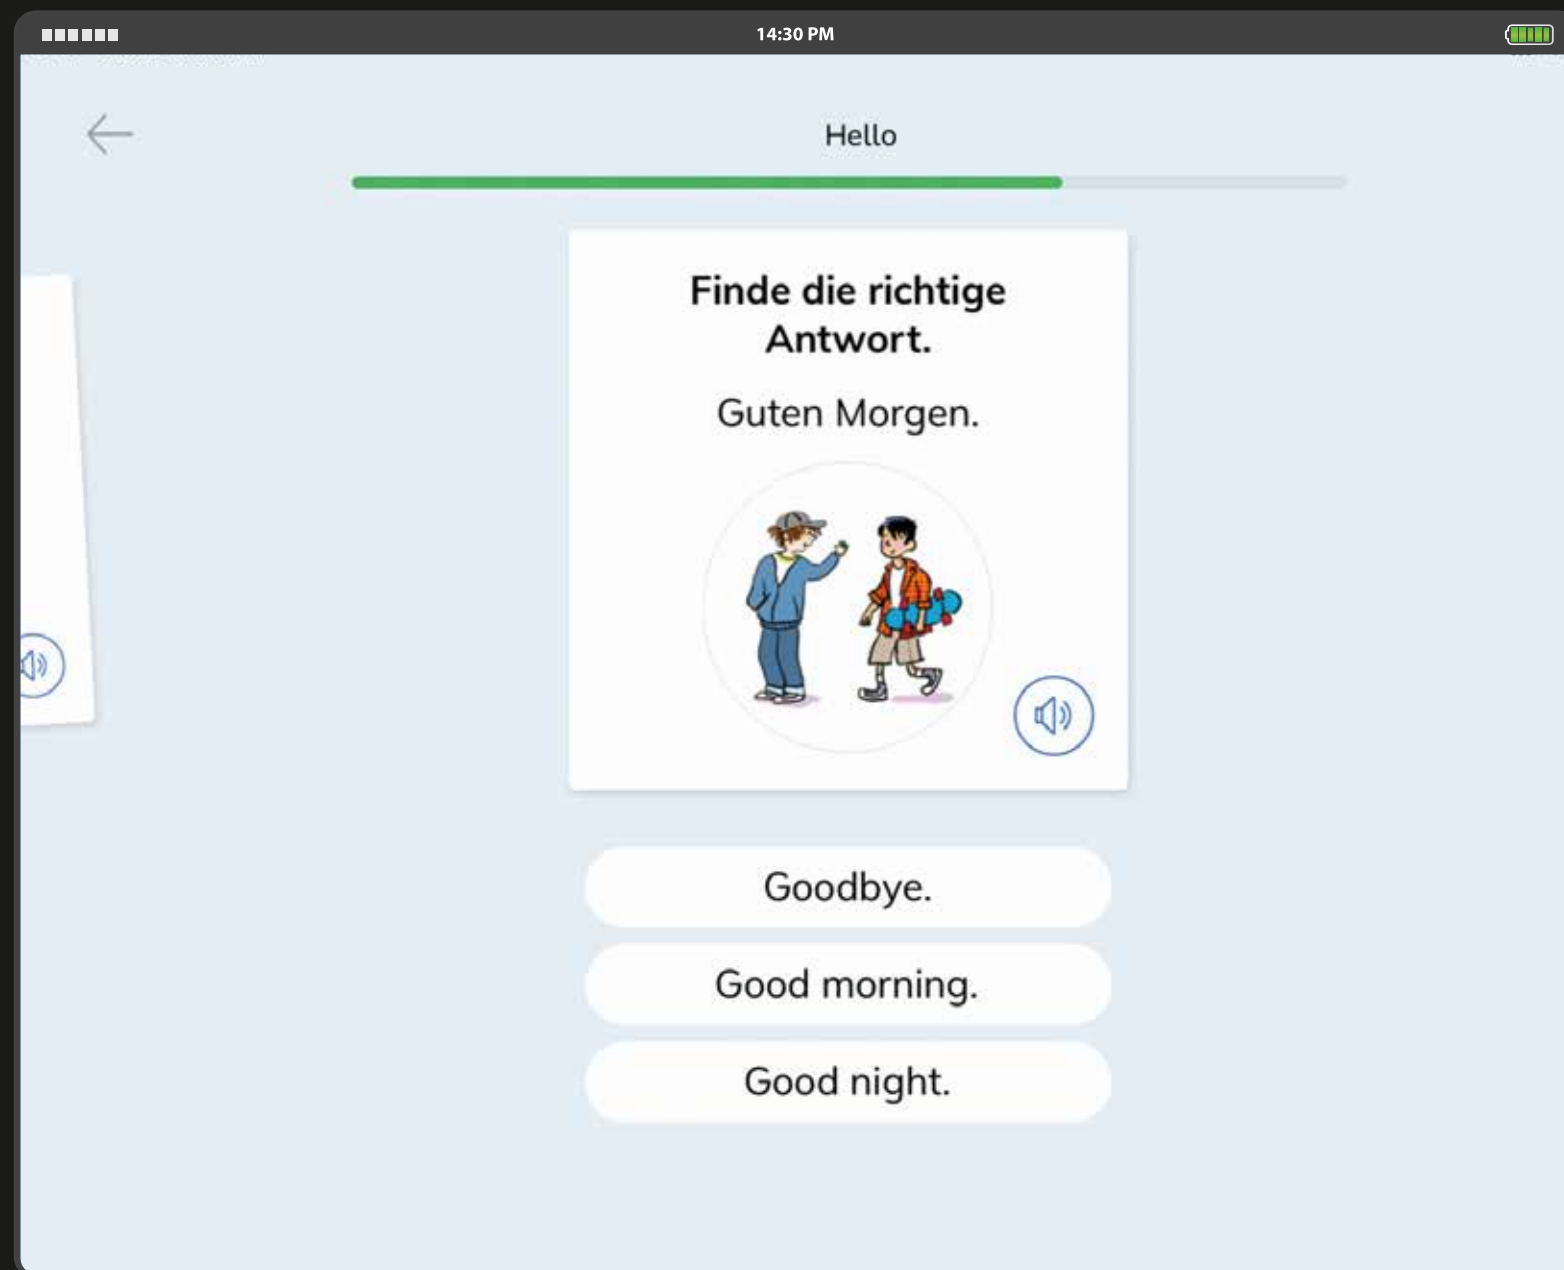 14:30 PM
Hello
Finde die richtige
Antwort.
Guten Morgen.
Goodbye.
Good morning.
Good night.